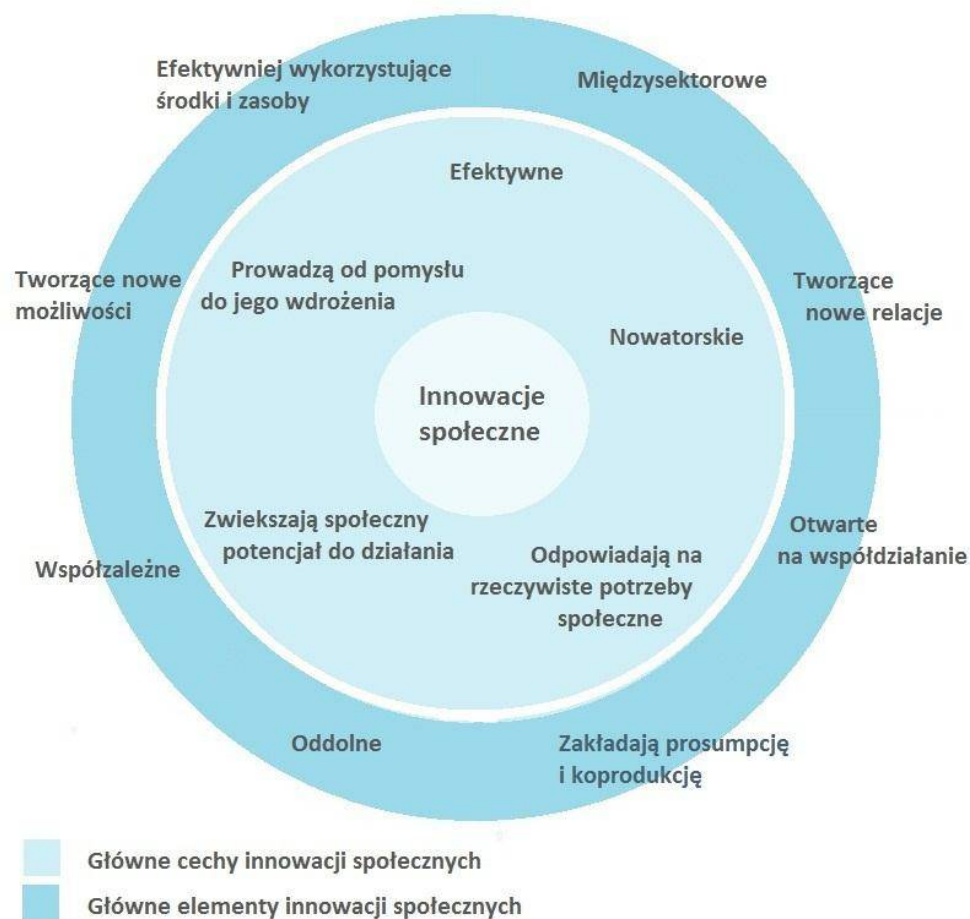 Efektywniej wykorzystujące
środki i zasoby
Międzysektorowe
Efektywne
Prowadzą od pomysłu
do jego wdrożenia
Tworzące nowe
możliwości
Tworzące
nowe relacje
Nowatorskie
Innowacje
społeczne
Zwiekszają społeczny
potencjał do działania
Otwarte
na współdziałanie
Współzależne
Odpowiadają na
rzeczywiste potrzeby
społeczne
Oddolne
Zakładają prosumpcję
i koprodukcję
Główne cechy innowacji społecznych
Główne elementy innowacji społecznych